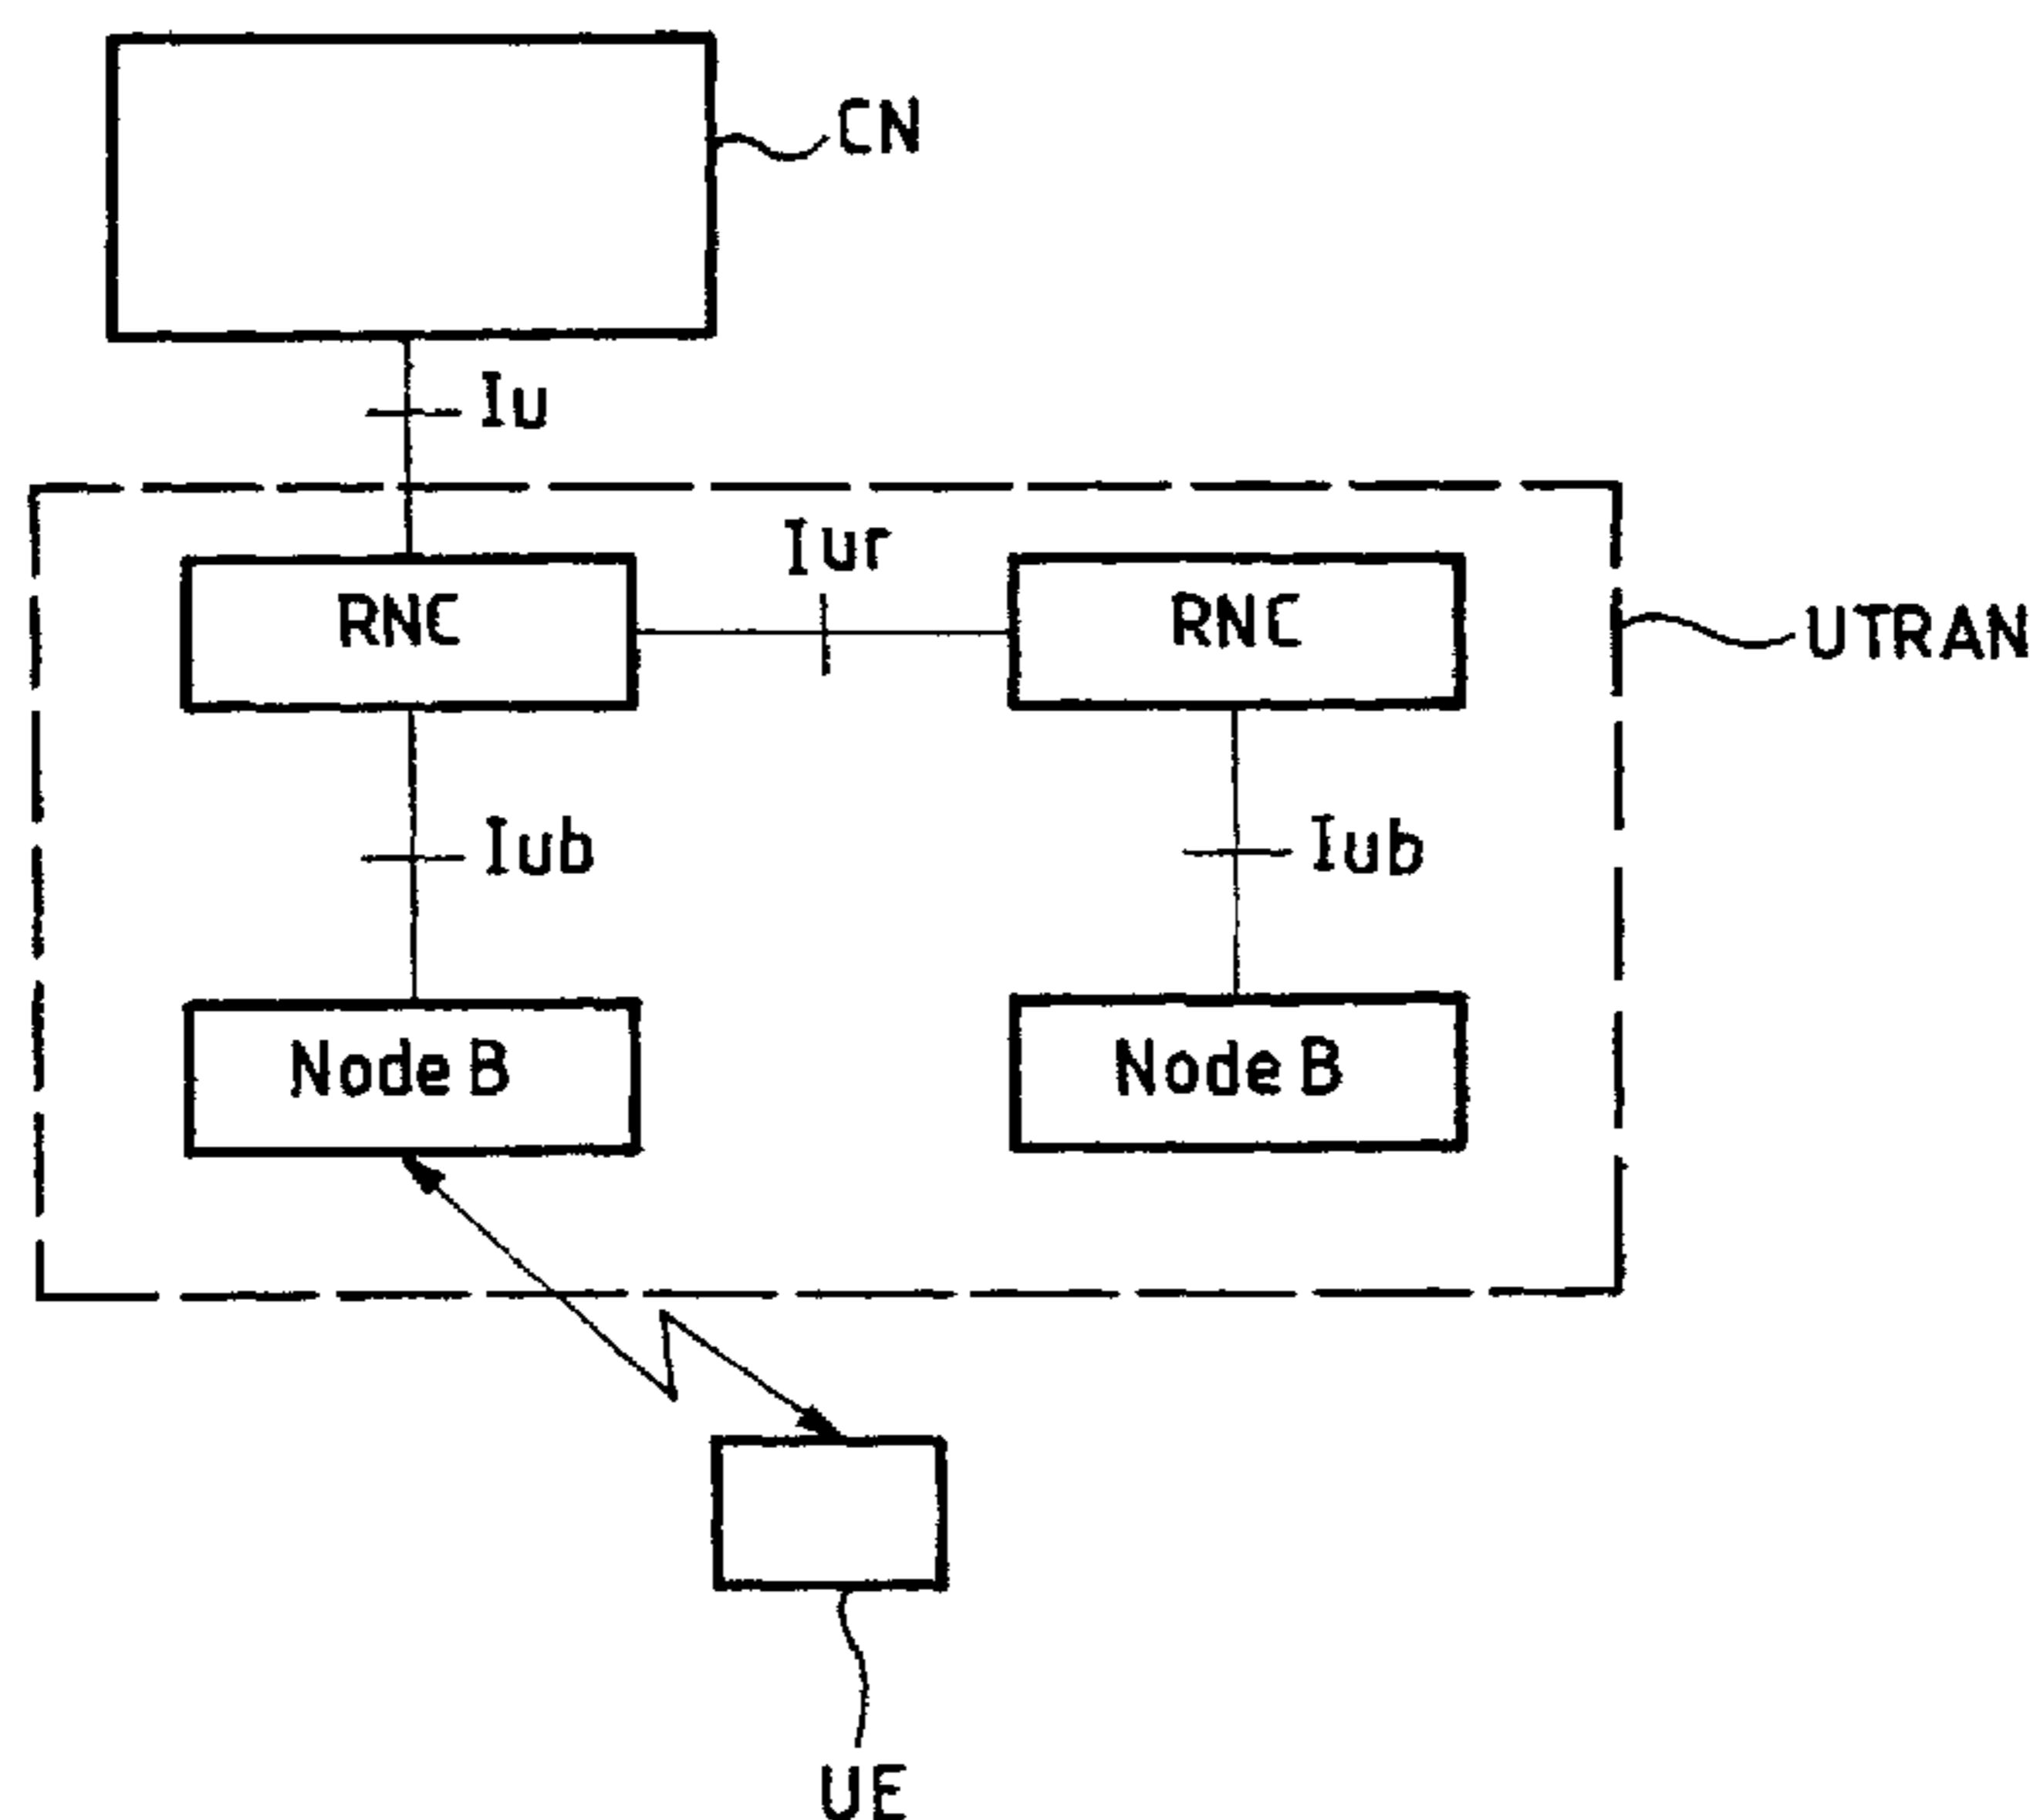 CN
Iu
Iur
RNC
RNC
UTRAN
Iub
Iub
Node B
Node B
UE